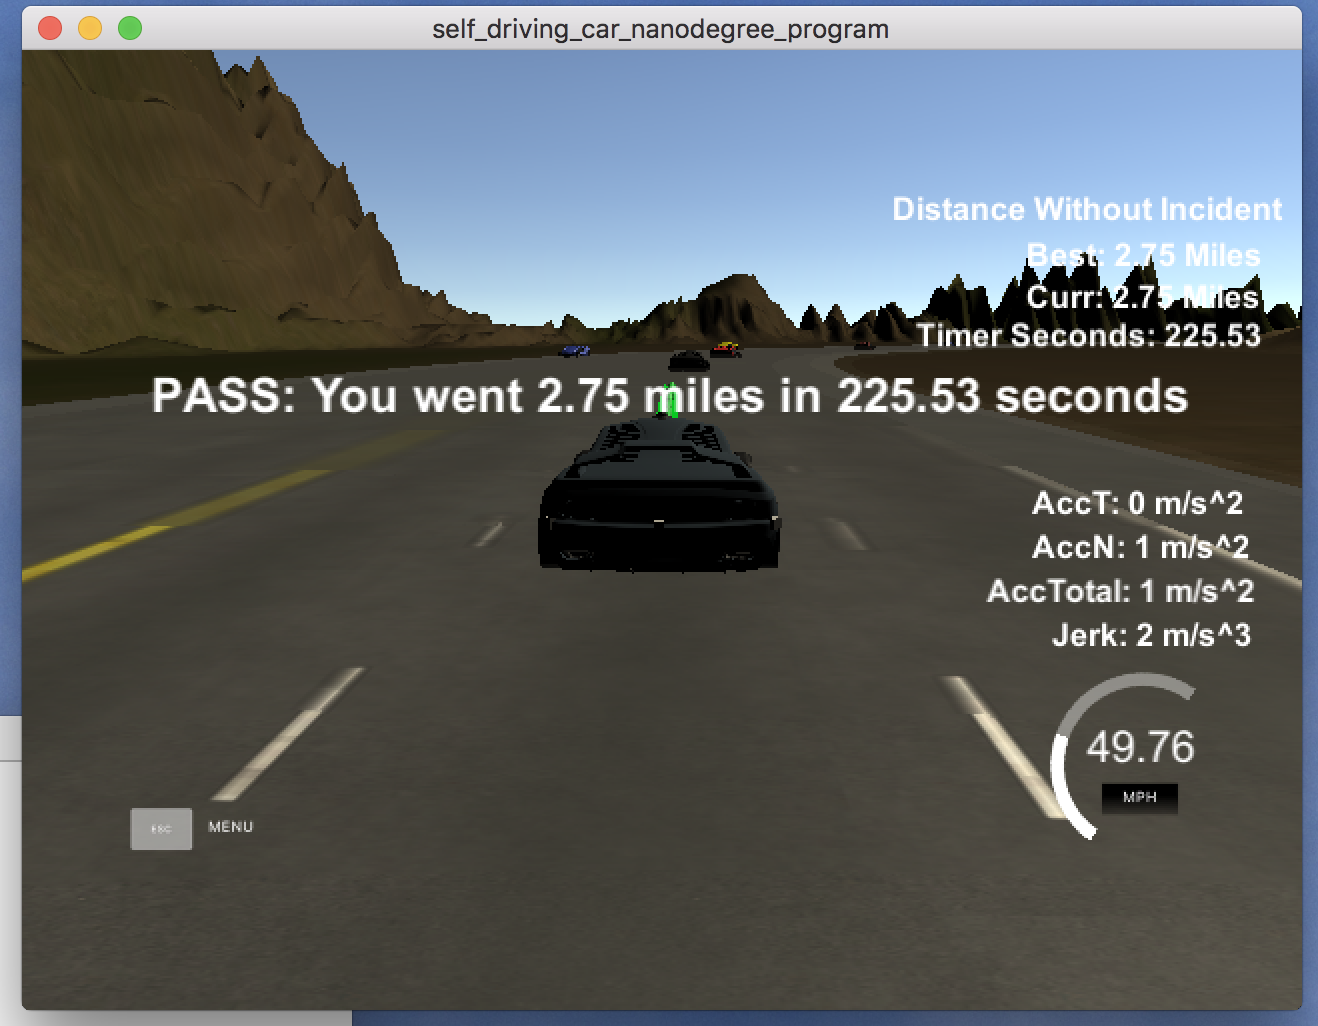 self_driving_car_nanodegree_program
Distance Without Incident
Best: 2.75 Miles
Curr: 2.75 Miles
Timer Seconds: 225.53
PASS: You went 2.75 miles in 225.53 seconds
AccT: 0 m/s^2
AccN: 1 m/s^2
AccTotal: 1 m/s^2
Jerk: 2 m/s^3
49.76
MPH
ESC MENU